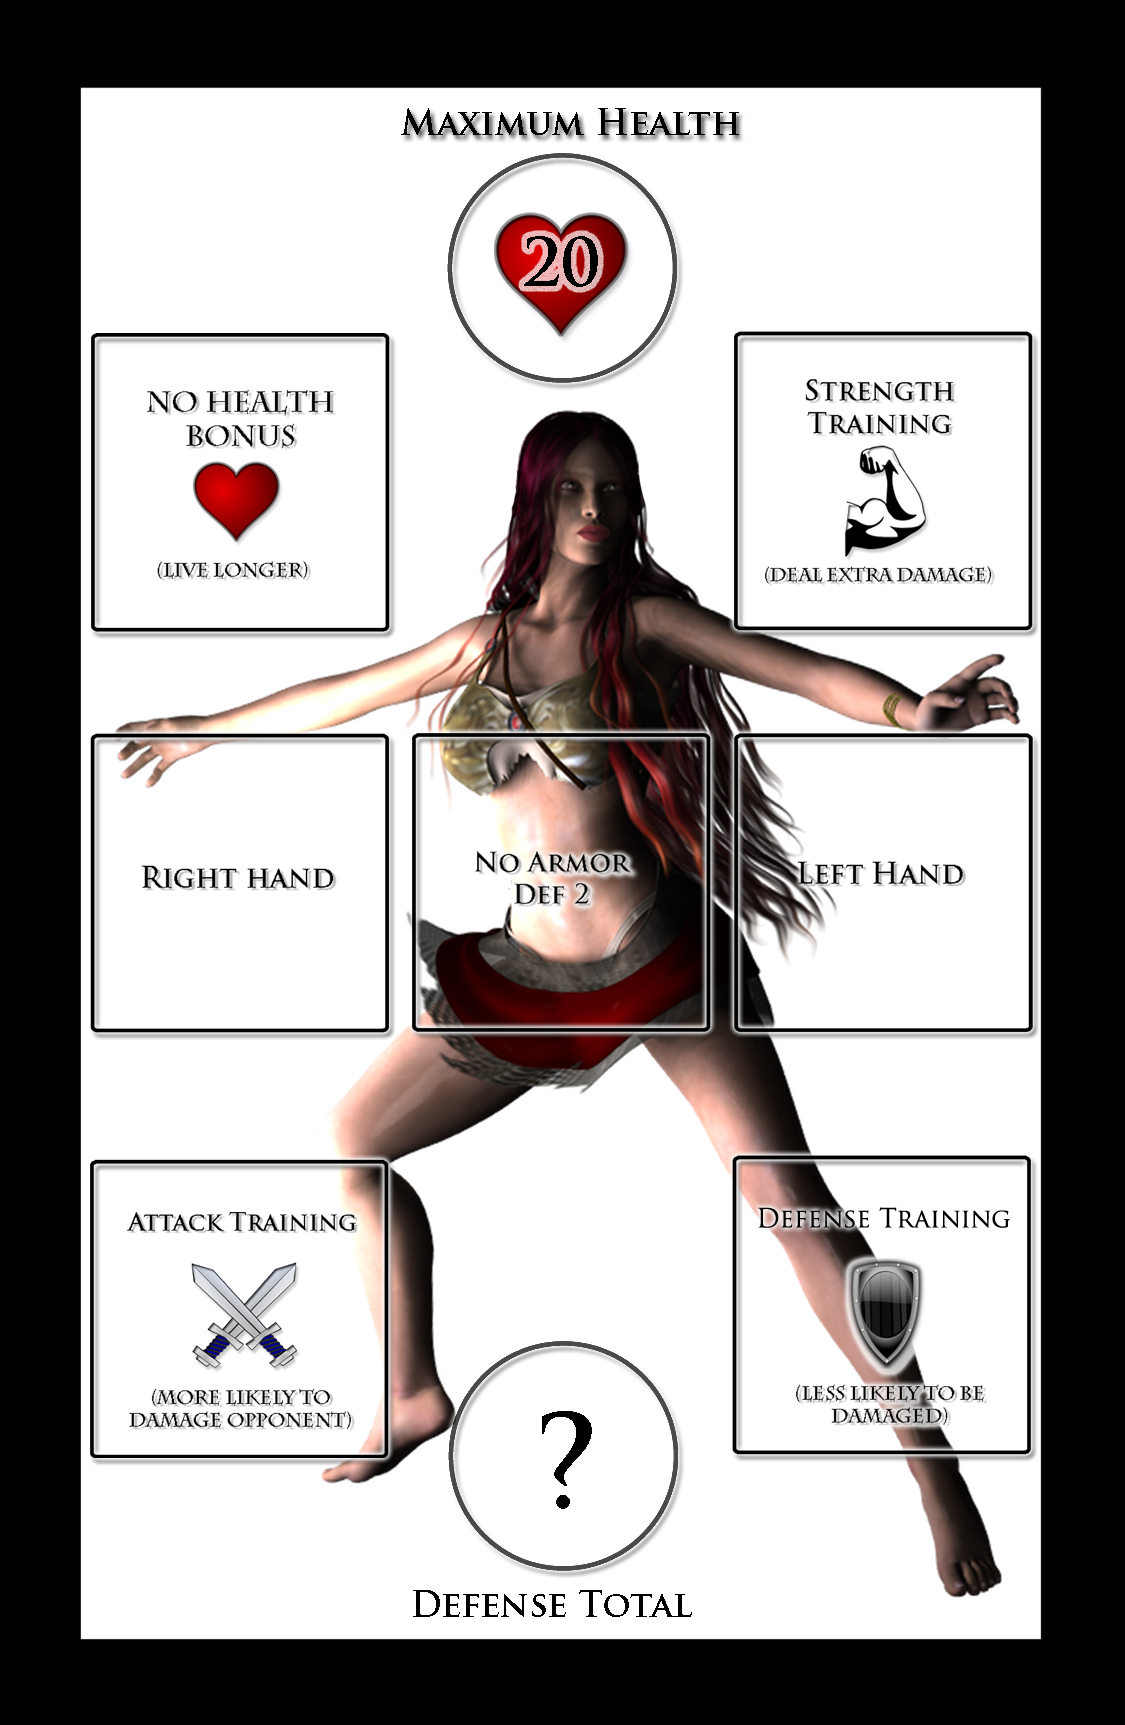 Maximum Health
20
NO HEALTH
BONUS
(LIVE LONGER)
Strength
Training
(DEAL EXTRA DAMAGE)
Right hand
No Armor
Def 2
Left Hand
Attack Training
(MORE LIKELY TO
DAMAGE OPPONENT)
Defense Training
(LESS LIKELY TO BE
DAMAGED)
?
Defense Total